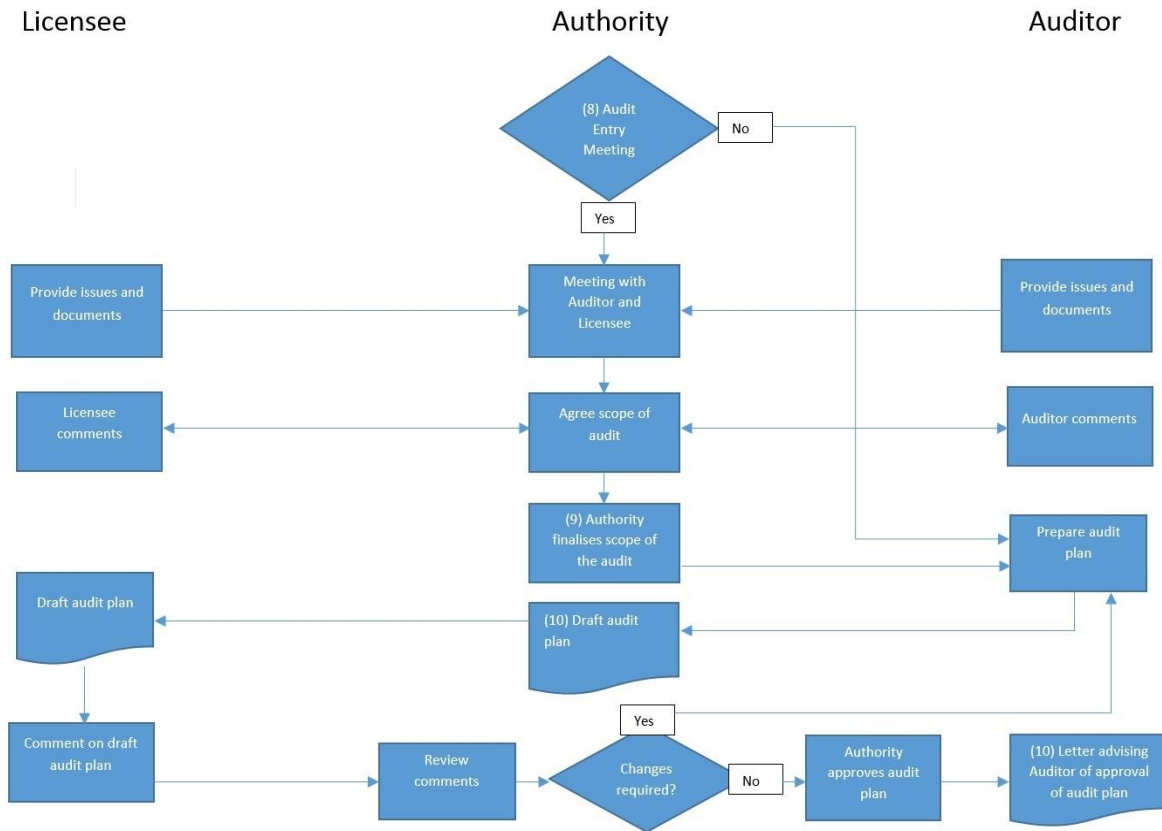 Licensee
Authority
Auditor
(8) Audit
Entry
Meeting
No
Yes
Provide issues and
documents
Meeting with
Auditor and
Licensee
Provide issues and
documents
Licensee
comments
Agree scope of
audit
Auditor comments
(9) Authority
finalises scope of
the audit
Prepare audit
plan
Draft audit plan
(10) Draft audit
plan
Yes
Comment on draft
audit plan
Review
comments
Changes
required?
No
Authority
approves audit
plan
(10) Letter advising
Auditor of approval
of audit plan